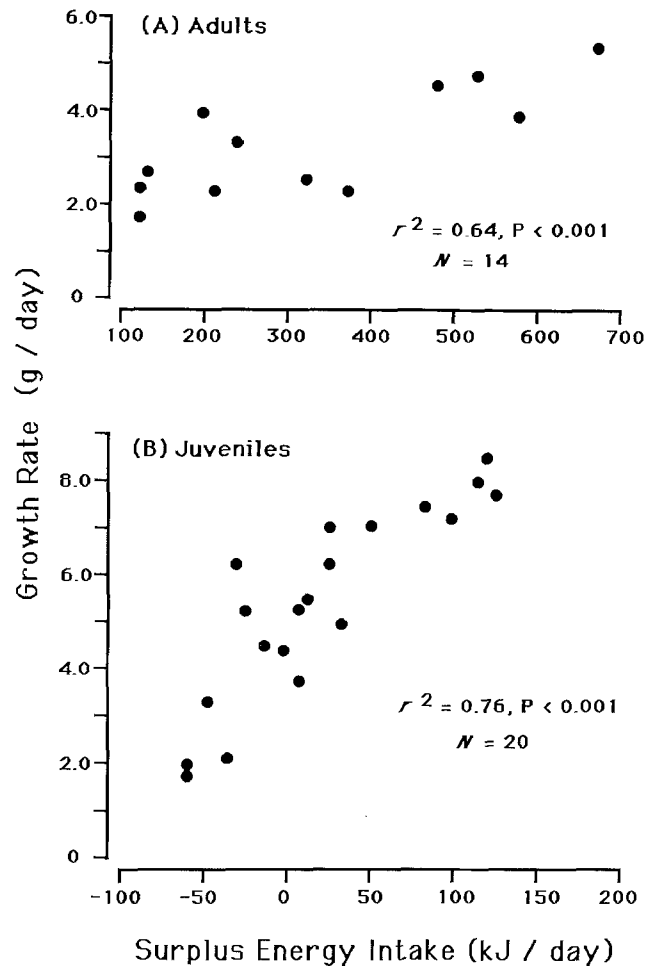 (A) Adults
6.0
4.0
2.0
0
r² = 0.64, P < 0.001
N = 14
100 200 300 400 500 600 700
Growth Rate (g / day)
(B) Juveniles
8.0
6.0
4.0
2.0
0
r² = 0.76, P < 0.001
N = 20
-100 -50 0 50 100 150 200
Surplus Energy Intake (kJ / day)